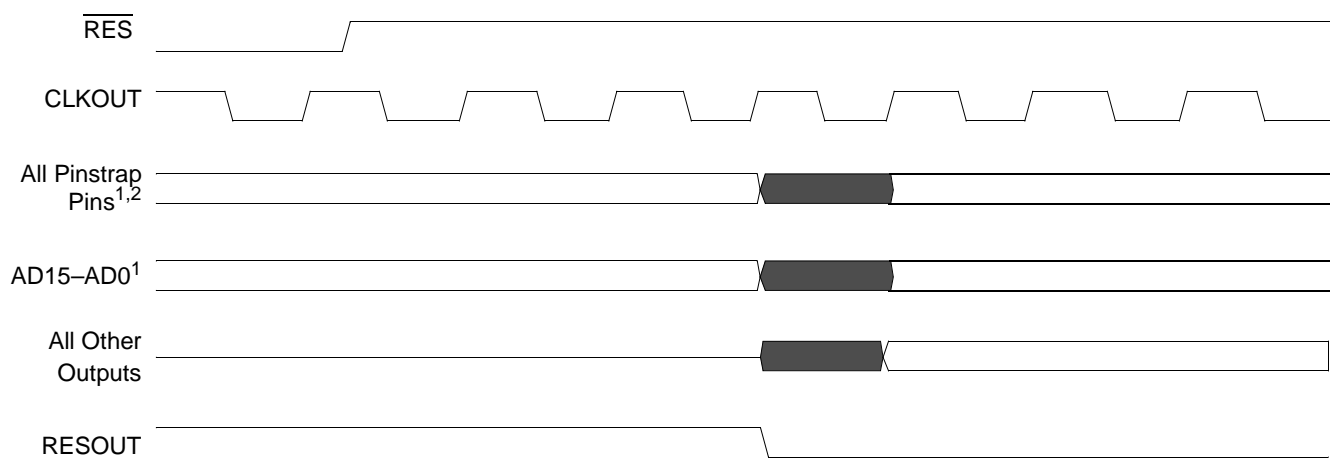 RES
CLKOUT
All Pinstrap
Pins1,2
AD15–AD01
All Other
Outputs
RESOUT